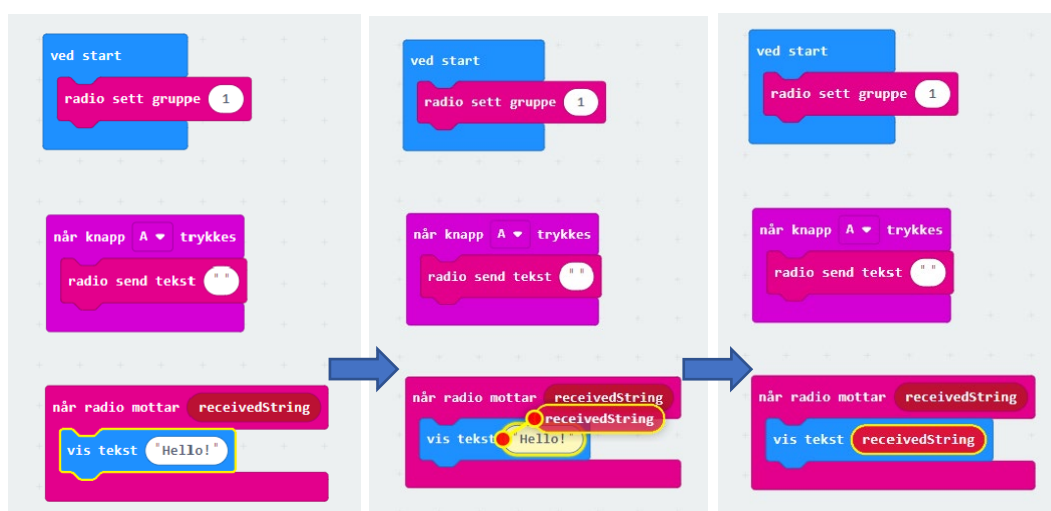 ved start
radio sett gruppe 1
når knapp A trykkes
radio send tekst " "
når radio mottar receivedString
vis tekst "Hello!"
ved start
radio sett gruppe 1
når knapp A trykkes
radio send tekst " "
når radio mottar receivedString
receivedString
vis tekst "Hello!
ved start
radio sett gruppe 1
når knapp A trykkes
radio send tekst " "
når radio mottar receivedString
vis tekst receivedString